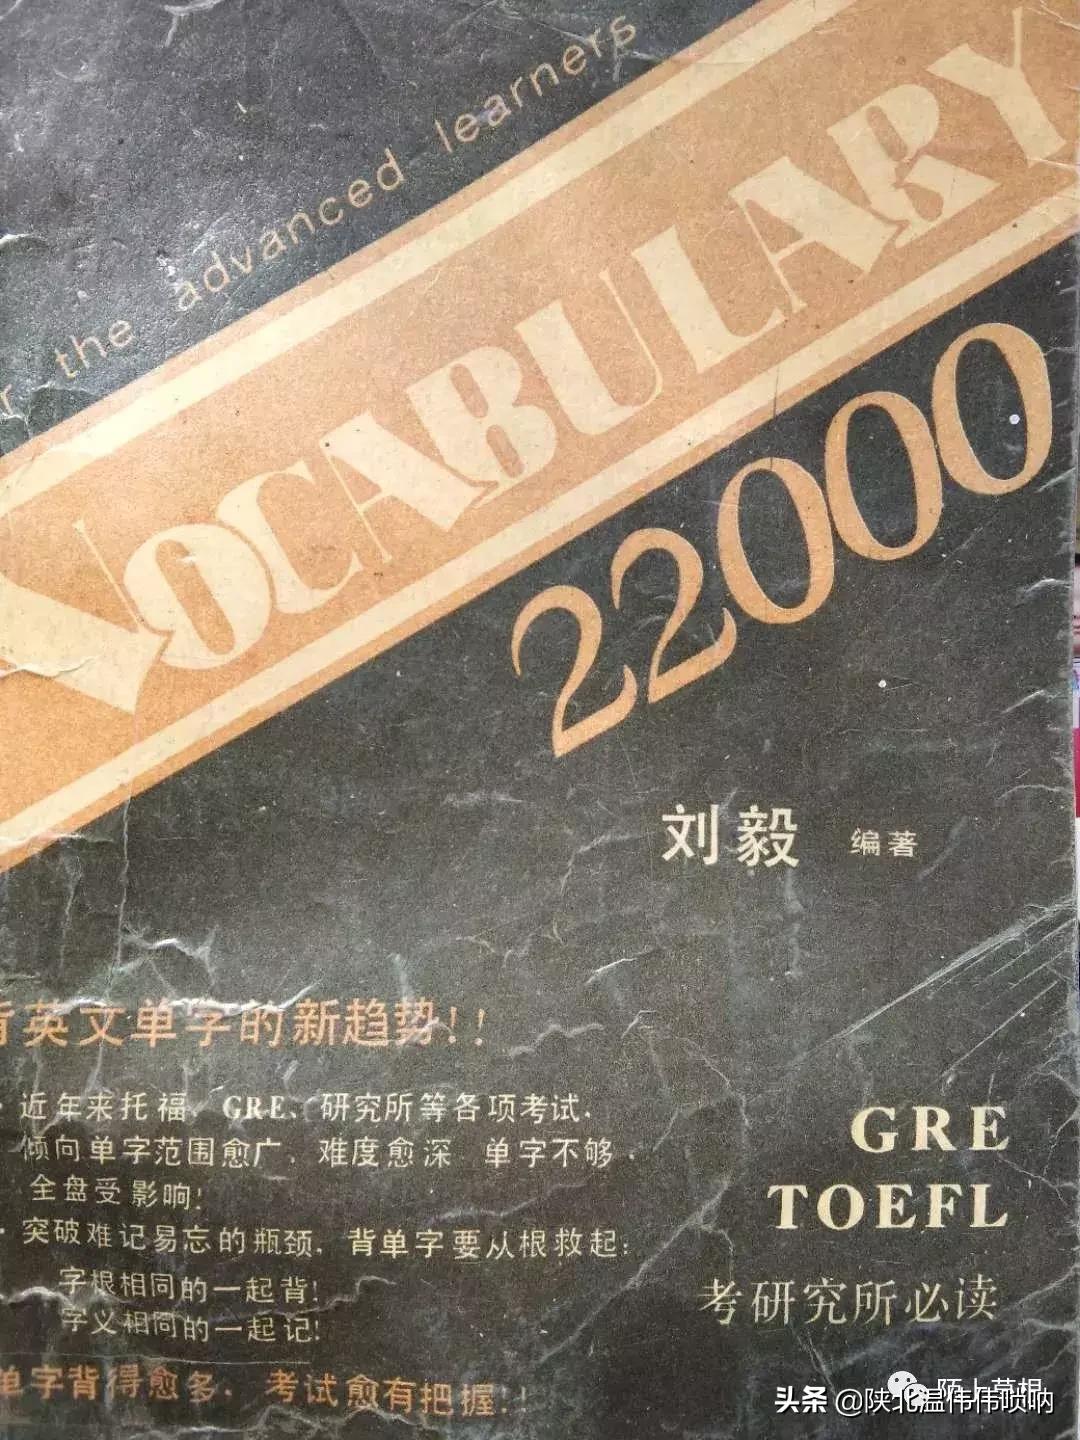 the advanced learners
VOCABULARY
22000
刘毅 编著
背英文单字的新趋势!!
· 近年来托福、GRE、研究所等各项考试，
倾向单字范围愈广，难度愈深，单字不够，
全盘受影响!
· 突破难记易忘的瓶颈，背单字要从根救起:
字根相同的一起背!
字义相同的一起记!
单字背得愈多，考试愈有把握!!
GRE
TOEFL
考研究所必读
陌上草根
头条 @陕北温伟伟唢呐